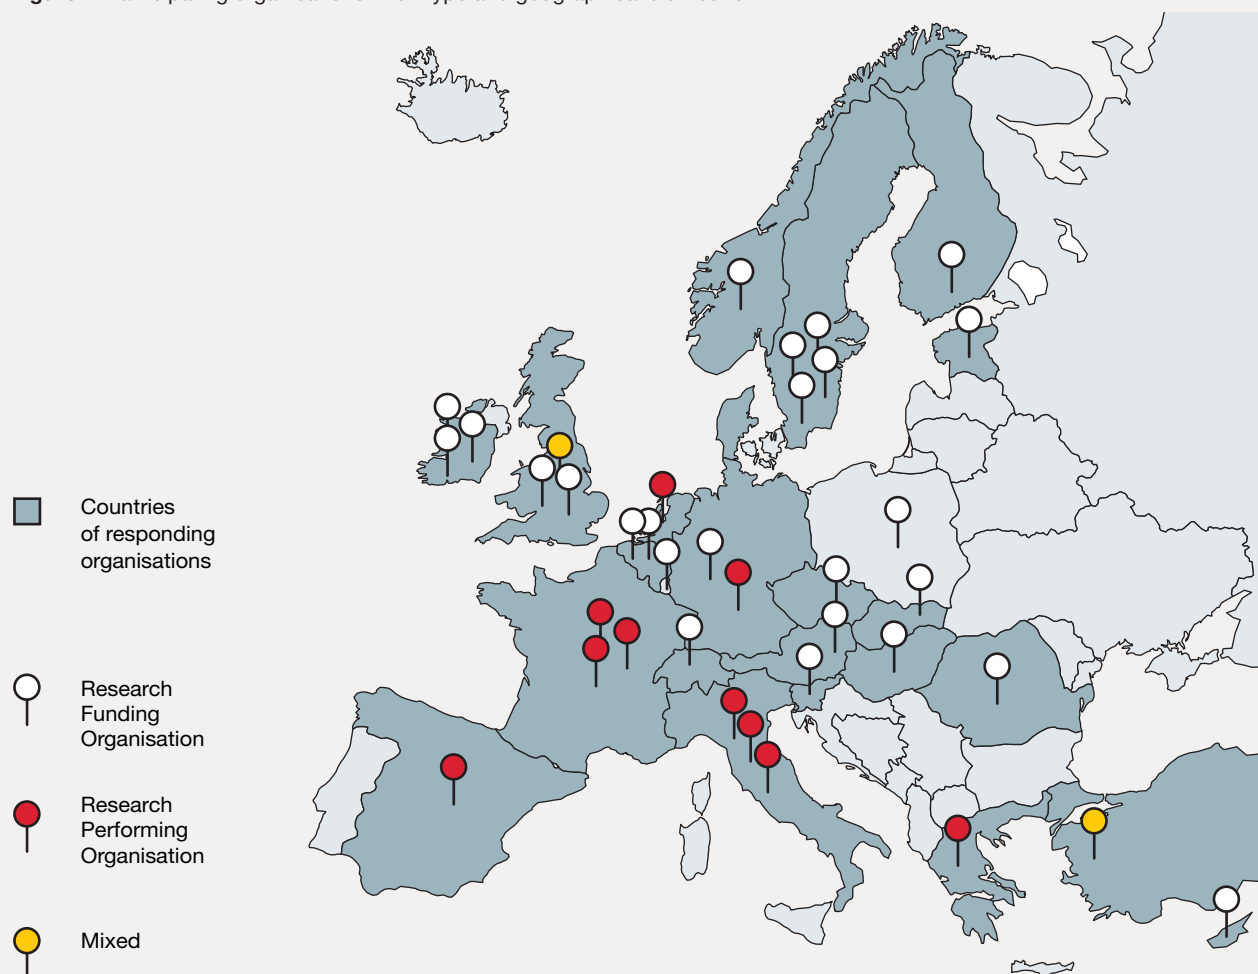 Countries
of responding
organisations
Research
Funding
Organisation
Research
Performing
Organisation
Mixed